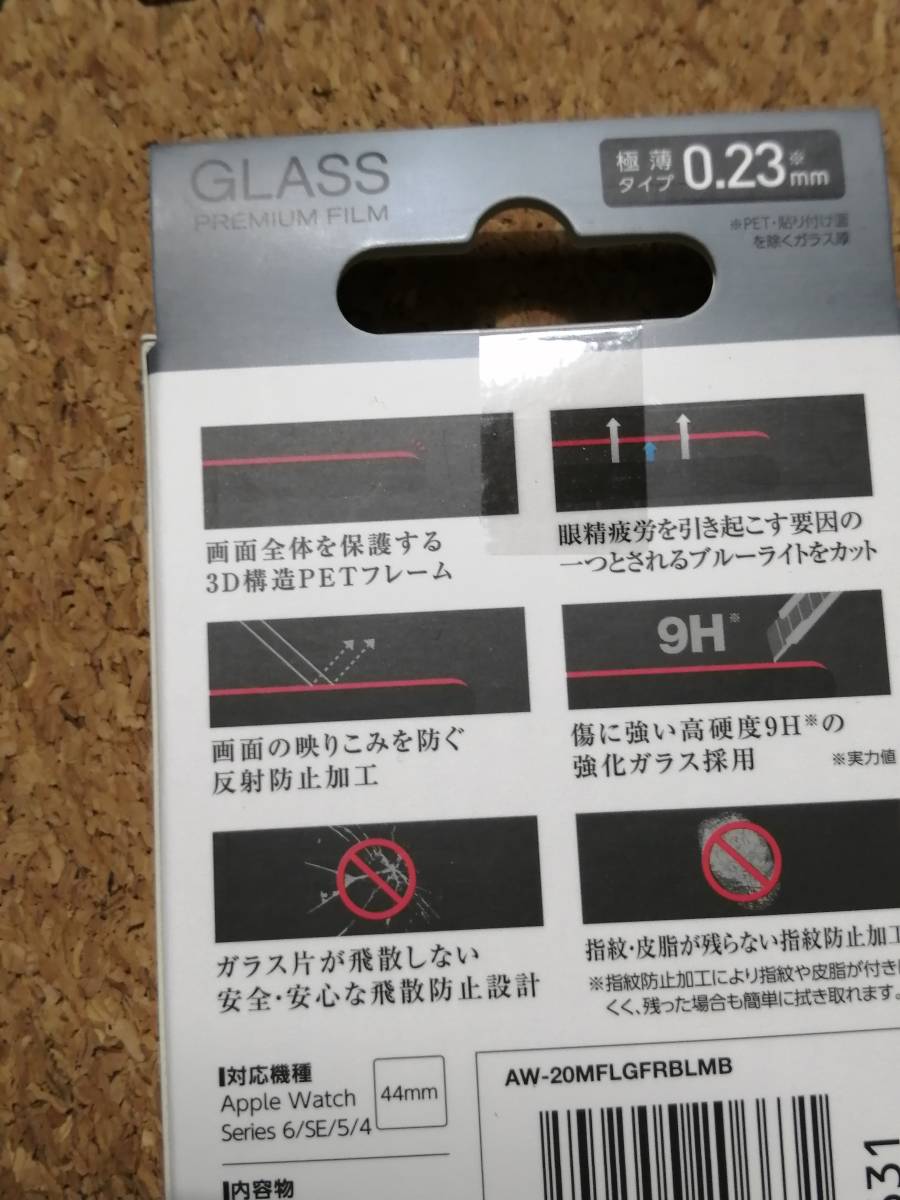 GLASS
PREMIUM FILM
極薄
タイプ
0.23※mm
※PET・貼り付け面
を除くガラス厚
画面全体を保護する
3D構造PETフレーム
眼精疲労を引き起こす要因の
一つとされるブルーライトをカット
画面の映りこみを防ぐ
反射防止加工
9H※
傷に強い高硬度9H※の
強化ガラス採用
※実力値
ガラス片が飛散しない
安全・安心な飛散防止設計
指紋・皮脂が残らない指紋防止加工
※指紋防止加工により指紋や皮脂が付き
くく、残った場合も簡単に拭き取れます。
対応機種
Apple Watch
Series 6/SE/5/4
44mm
AW-20MFLGFRBLMB
内容物
31